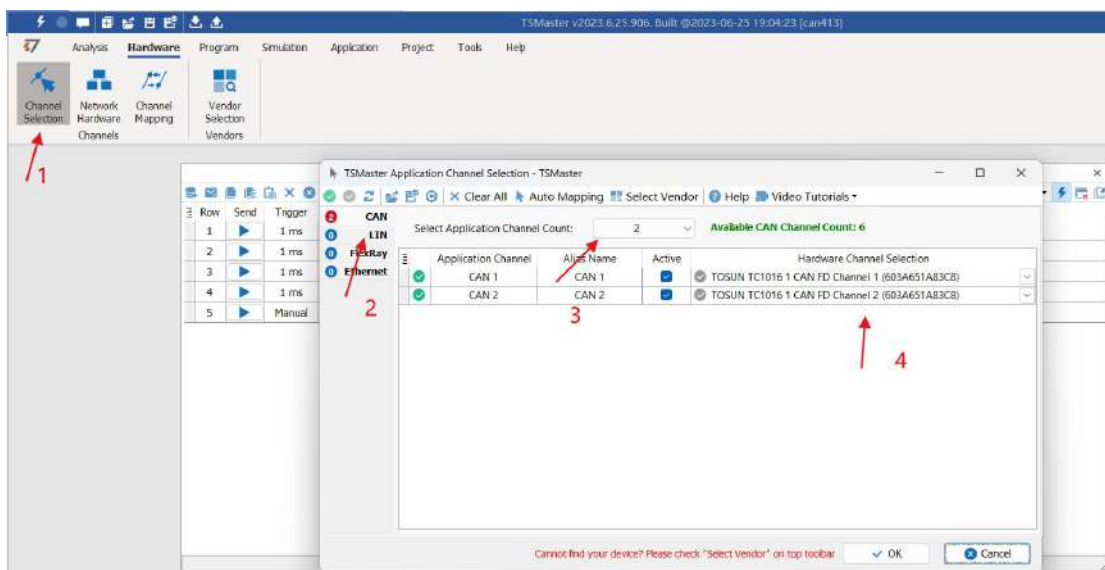 TSMaster v2023.6.25.906. Built @2023-06-25 19:04:23 [can413]
Analysis Hardware Program Simulation Application Project Tools Help
Channel Selection
Network Hardware
Channel Mapping
Vendor Selection
Channels
Vendors
1
TSMaster Application Channel Selection - TSMaster
Clear All Auto Mapping Select Vendor Help Video Tutorials
Row Send Trigger
1 1 ms
2 1 ms
3 1 ms
4 1 ms
5 Manual
2 CAN
0 LIN
0 FlexRay
0 Ethernet
2
Select Application Channel Count: 2 Available CAN Channel Count: 6
Application Channel Alias Name Active Hardware Channel Selection
CAN 1 CAN 1 TOSUN TC1016 1 CAN FD Channel 1 (603A651A83C8)
CAN 2 CAN 2 TOSUN TC1016 1 CAN FD Channel 2 (603A651A83C8)
3
4
Cannot find your device? Please check "Select Vendor" on top toolbar OK Cancel